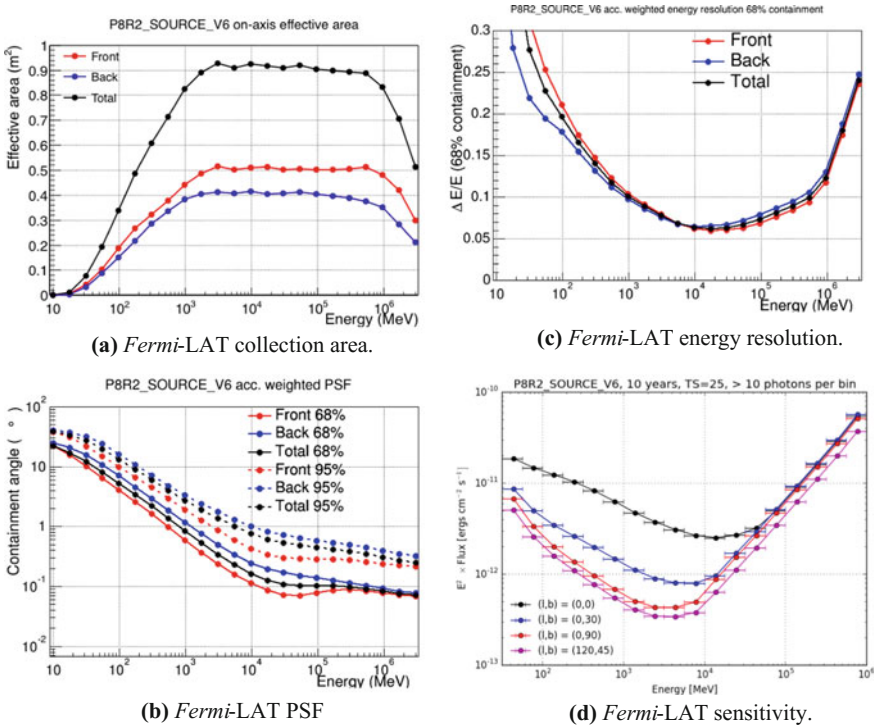 P8R2_SOURCE_V6 on-axis effective area
Effective area (m²)
1
0.9
0.8
0.7
0.6
0.5
0.4
0.3
0.2
0.1
0
Front
Back
Total
10 10² 10³ 10⁴ 10⁵ 10⁶
Energy (MeV)
(a) Fermi-LAT collection area.
P8R2_SOURCE_V6 acc. weighted energy resolution 68% containment
Δ E/E (68% containment)
0.3
0.25
0.2
0.15
0.1
0.05
Front
Back
Total
10 10² 10³ 10⁴ 10⁵ 10⁶
Energy (MeV)
(c) Fermi-LAT energy resolution.
P8R2_SOURCE_V6 acc. weighted PSF
Containment angle (°)
10²
10
1
10⁻¹
10⁻²
Front 68%
Back 68%
Total 68%
Front 95%
Back 95%
Total 95%
10 10² 10³ 10⁴ 10⁵ 10⁶
Energy (MeV)
(b) Fermi-LAT PSF
P8R2_SOURCE_V6, 10 years, TS=25, > 10 photons per bin
E² × Flux [ergs cm⁻² s⁻¹]
10⁻¹⁰
10⁻¹¹
10⁻¹²
10⁻¹³
(l,b) = (0,0)
(l,b) = (0,30)
(l,b) = (0,90)
(l,b) = (120,45)
10² 10³ 10⁴ 10⁵ 10⁶
Energy [MeV]
(d) Fermi-LAT sensitivity.